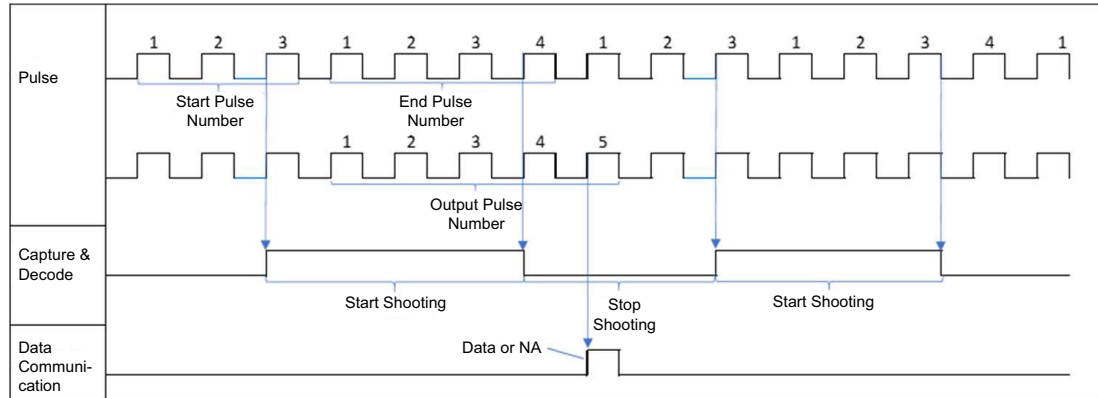 Pulse
1 2 3 1 2 3 4 1 2 3 1 2 3 4 1
Start Pulse
Number
End Pulse
Number
1 2 3 4 5
Output Pulse
Number
Capture &
Decode
Start Shooting
Stop
Shooting
Start Shooting
Data
Communi-
cation
Data or NA